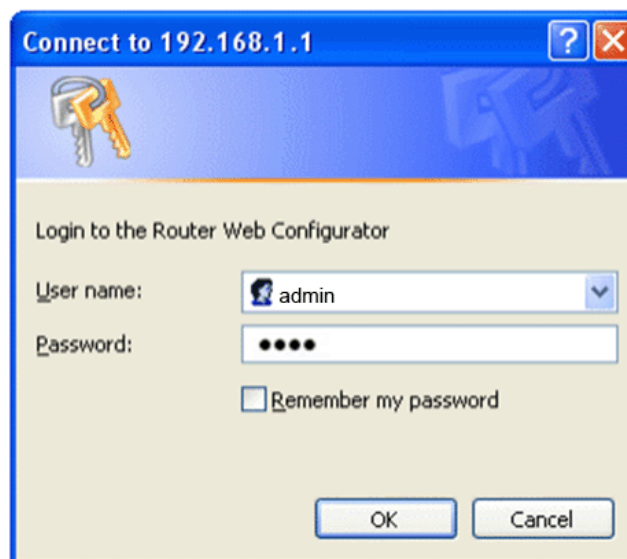 Connect to 192.168.1.1
?
Login to the Router Web Configurator
User name:
admin
Password:
●●●●
Remember my password
OK
Cancel